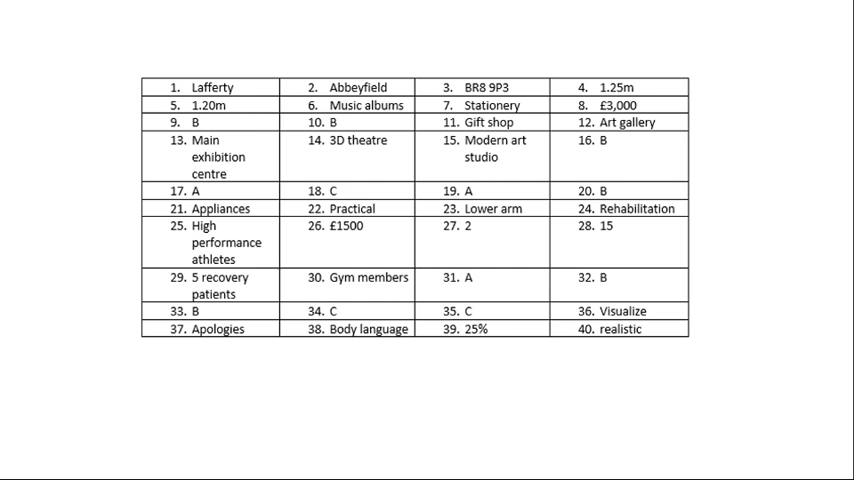 1. Lafferty 2. Abbeyfield 3. BR8 9P3 4. 1.25m
5. 1.20m 6. Music albums 7. Stationery 8. £3,000
9. B 10. B 11. Gift shop 12. Art gallery
13. Main exhibition centre 14. 3D theatre 15. Modern art studio 16. B
17. A 18. C 19. A 20. B
21. Appliances 22. Practical 23. Lower arm 24. Rehabilitation
25. High performance athletes 26. £1500 27. 2 28. 15
29. 5 recovery patients 30. Gym members 31. A 32. B
33. B 34. C 35. C 36. Visualize
37. Apologies 38. Body language 39. 25% 40. realistic